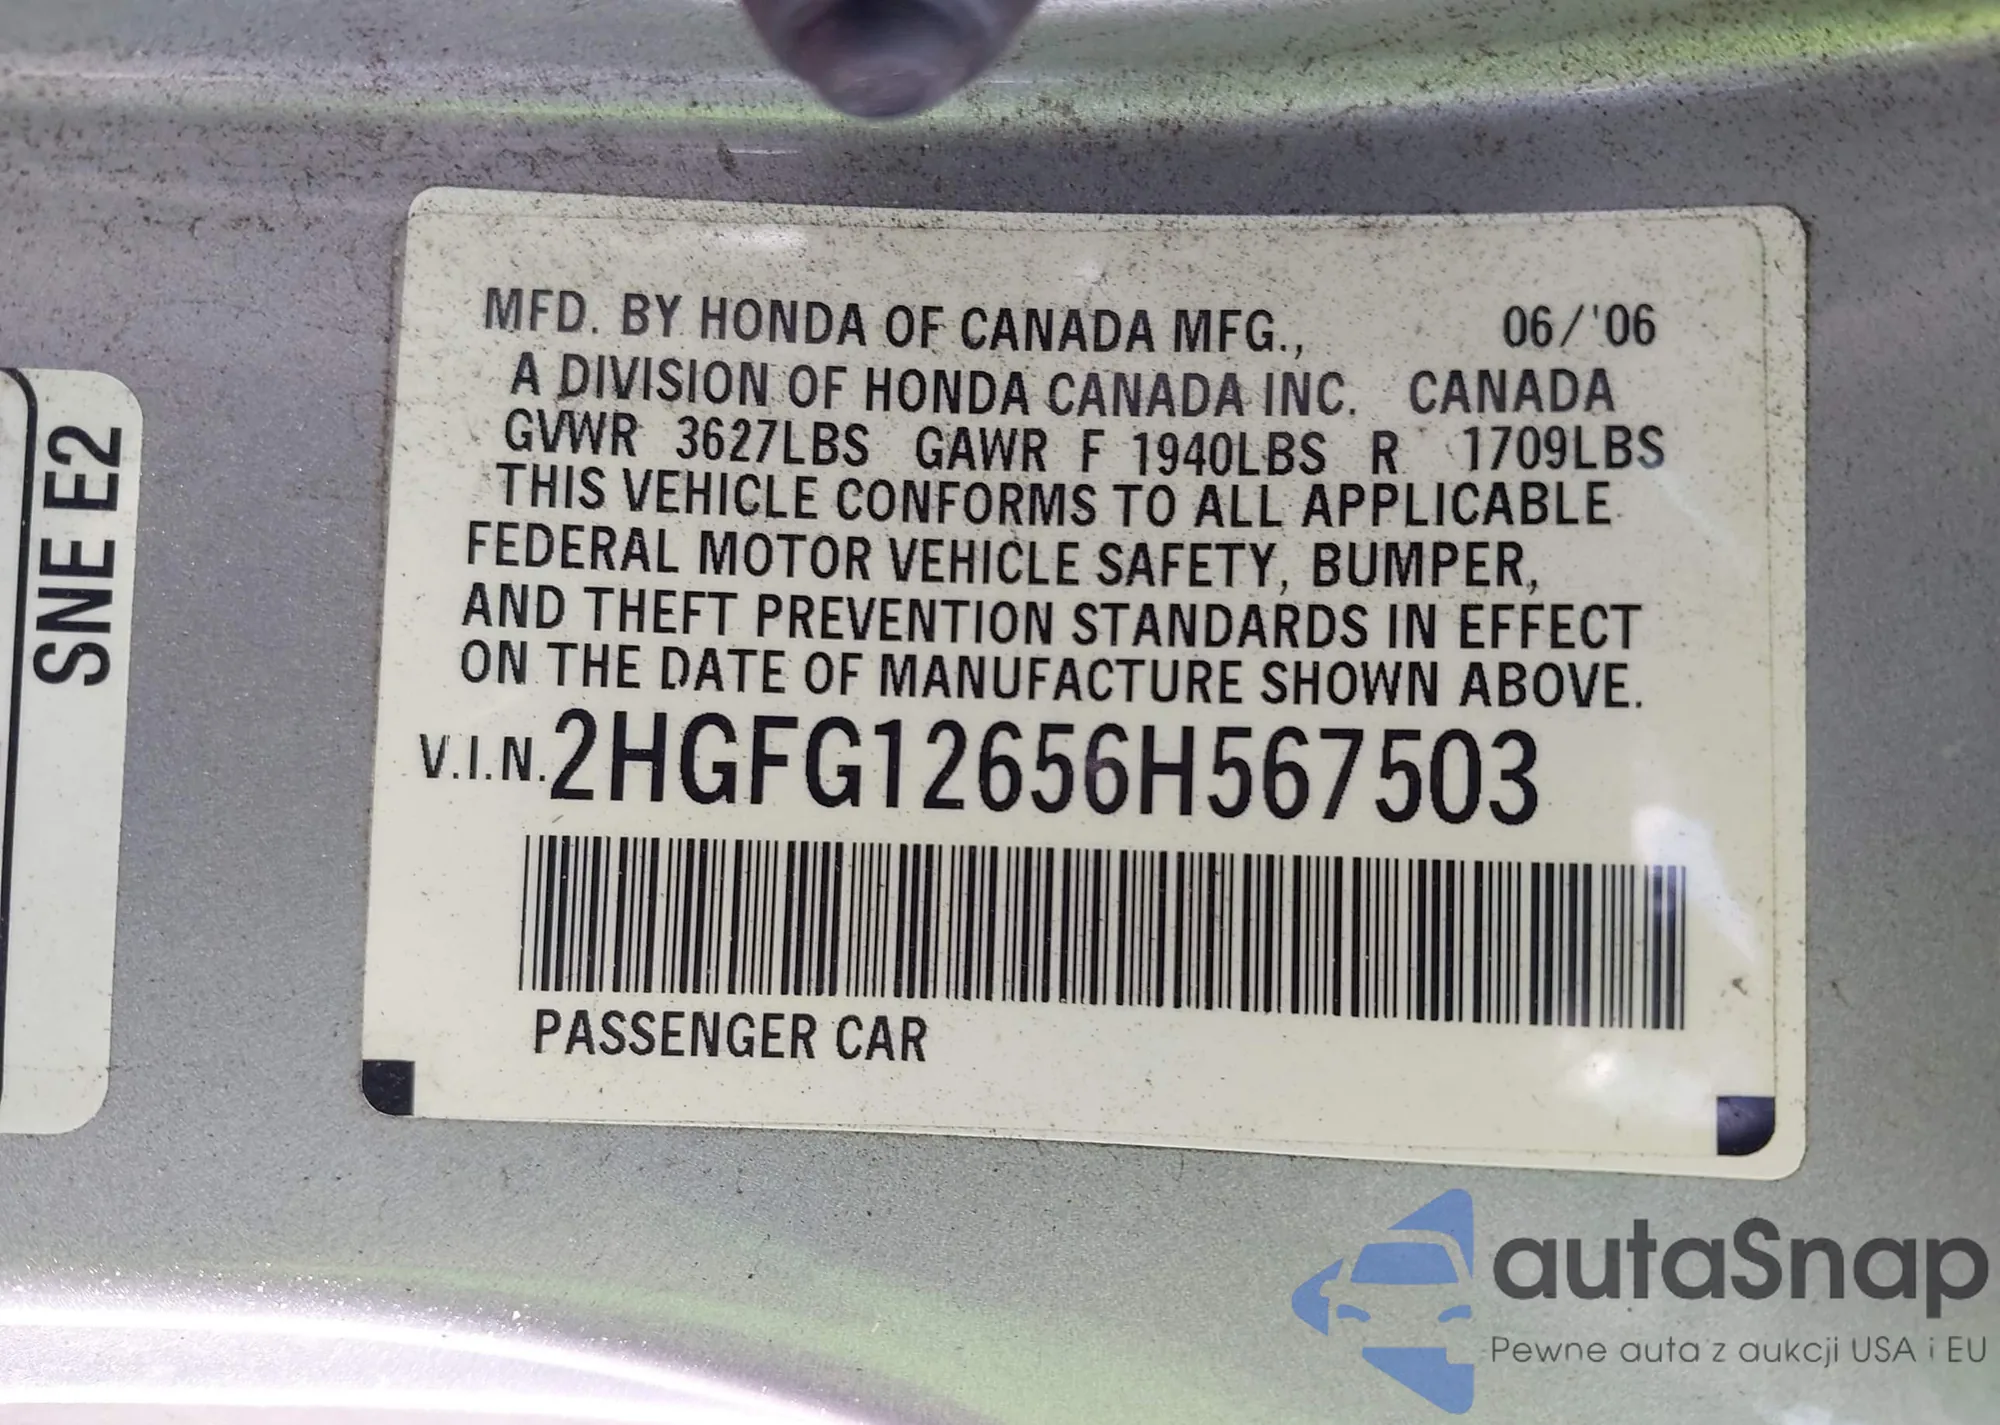 MFD. BY HONDA OF CANADA MFG., 06/'06
A DIVISION OF HONDA CANADA INC. CANADA
GVWR 3627LBS GAWR F 1940LBS R 1709LBS
THIS VEHICLE CONFORMS TO ALL APPLICABLE
FEDERAL MOTOR VEHICLE SAFETY, BUMPER,
AND THEFT PREVENTION STANDARDS IN EFFECT
ON THE DATE OF MANUFACTURE SHOWN ABOVE.
V.I.N. 2HGFG12656H567503
PASSENGER CAR
SNE E2
autaSnap
Pewne auta z aukcji USA i EU